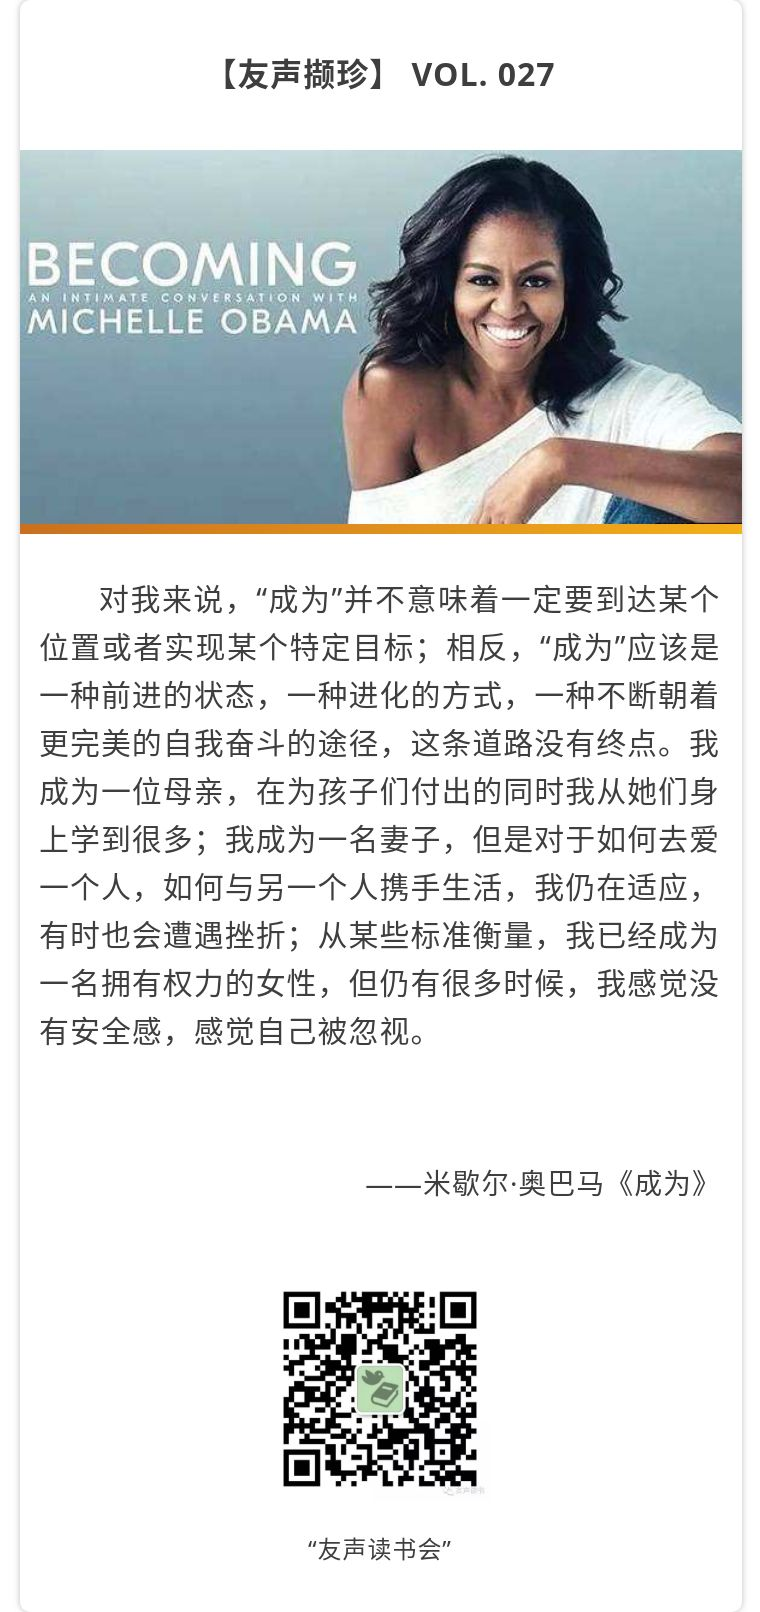 【友声撷珍】 VOL. 027
BECOMING
AN INTIMATE CONVERSATION WITH
MICHELLE OBAMA
对我来说，“成为”并不意味着一定要到达某个
位置或者实现某个特定目标；相反，“成为”应该是
一种前进的状态，一种进化的方式，一种不断朝着
更完美的自我奋斗的途径，这条道路没有终点。我
成为一位母亲，在为孩子们付出的同时我从她们身
上学到很多；我成为一名妻子，但是对于如何去爱
一个人，如何与另一个人携手生活，我仍在适应，
有时也会遭遇挫折；从某些标准衡量，我已经成为
一名拥有权力的女性，但仍有很多时候，我感觉没
有安全感，感觉自己被忽视。
——米歇尔·奥巴马《成为》
“友声读书会”